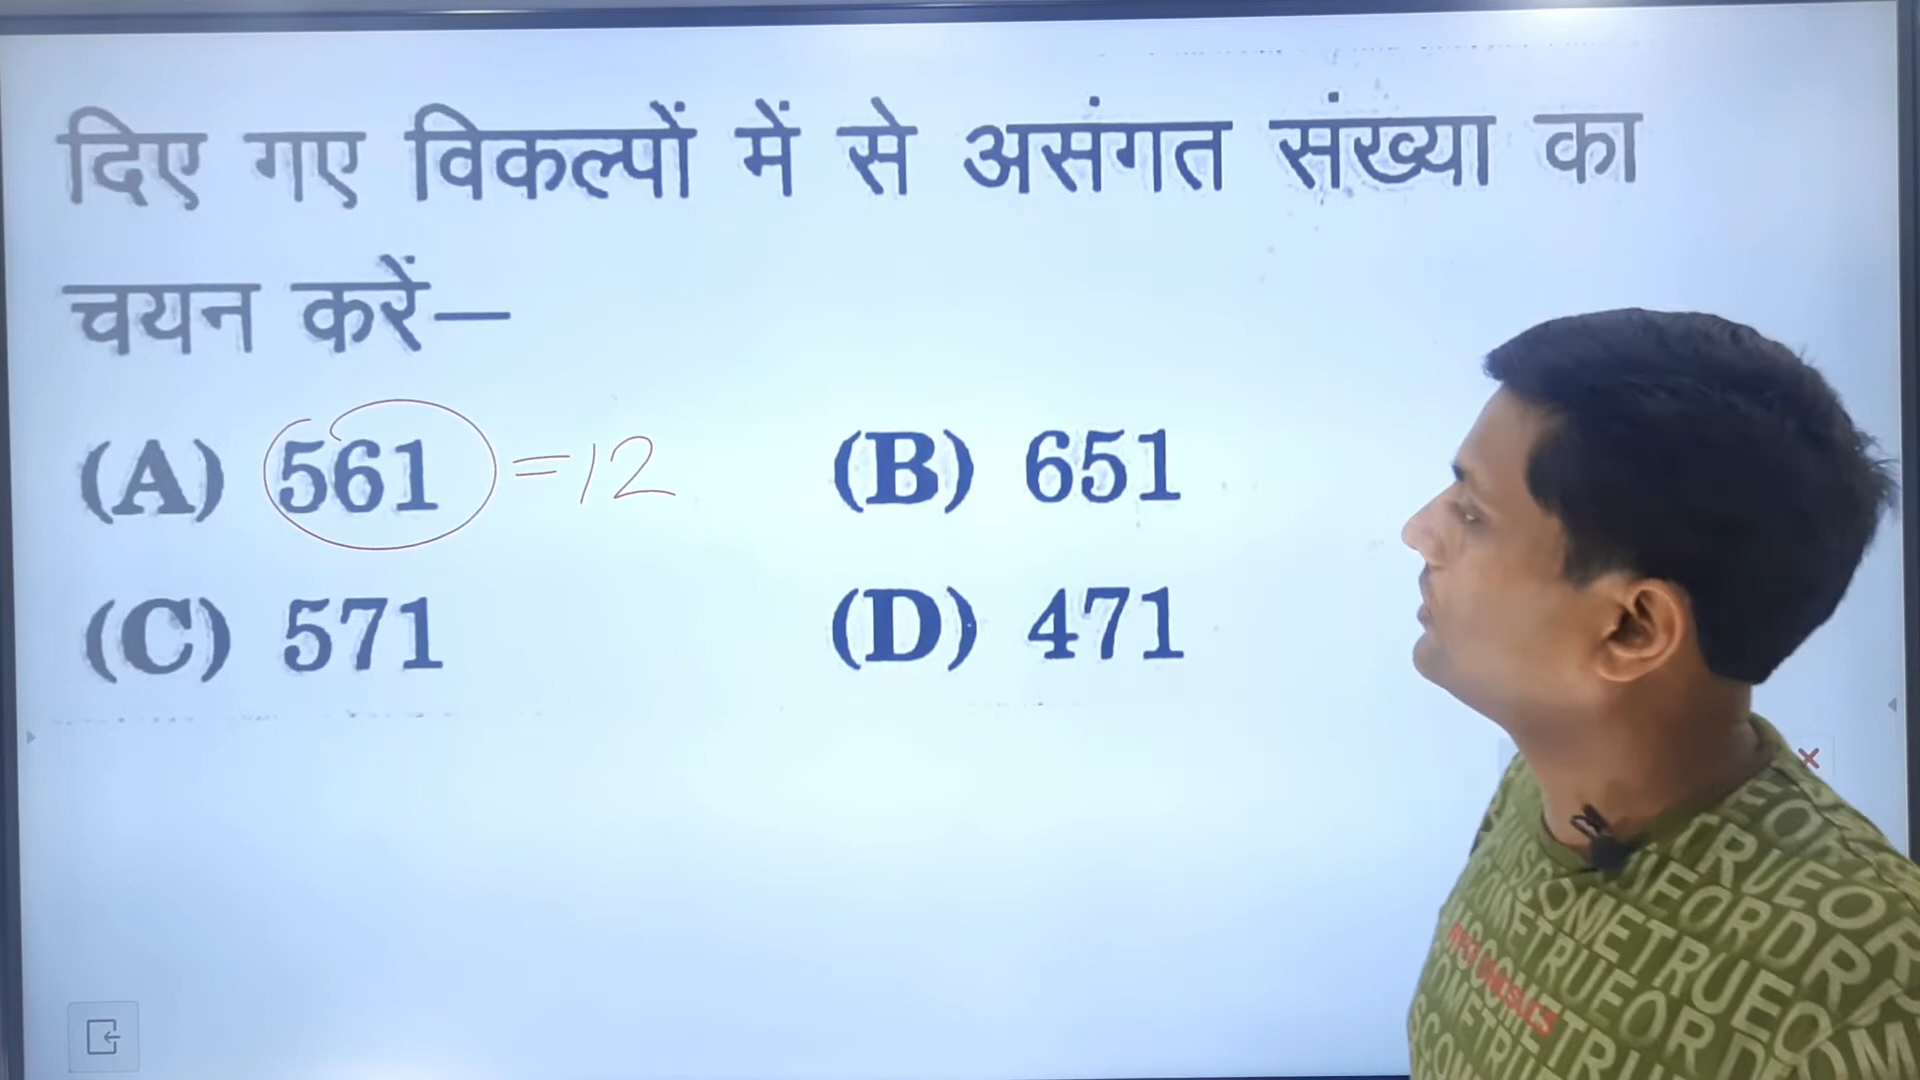 दिए गए विकल्पों में से असंगत संख्या का
चयन करें–
(A) 561 =12 (B) 651
(C) 571 (D) 471